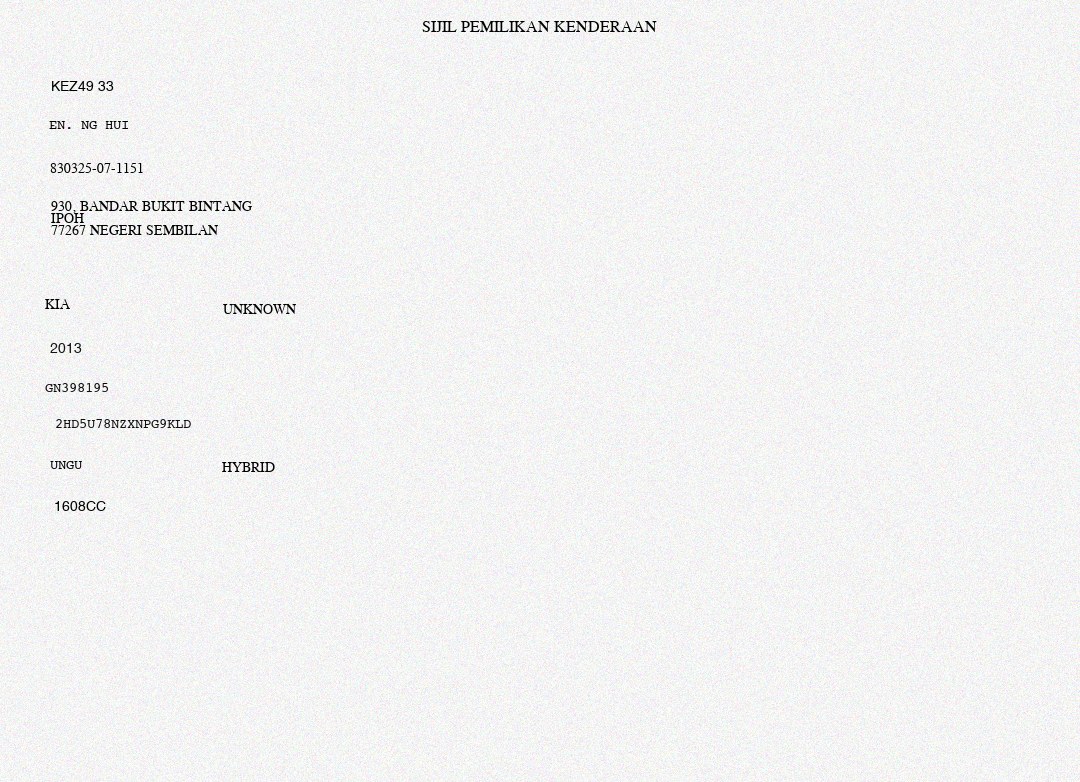 SIJIL PEMILIKAN KENDERAAN
KEZ49 33
EN. NG HUI
830325-07-1151
930, BANDAR BUKIT BINTANG
IPOH
77267 NEGERI SEMBILAN
KIA UNKNOWN
2013
GN398195
2HD5U78NZXNPG9KLD
UNGU HYBRID
1608CC